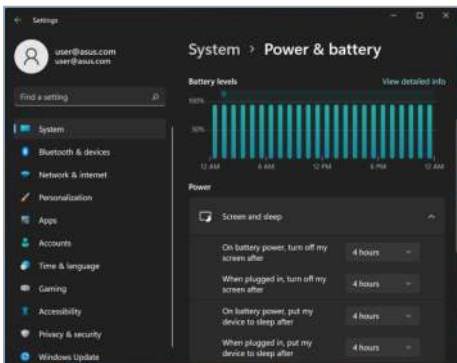 Settings
user@asus.com
user@asus.com
Find a setting
System
Bluetooth & devices
Network & internet
Personalization
Apps
Accounts
Time & language
Gaming
Accessibility
Privacy & security
Windows Update
System > Power & battery
Battery levels
View detailed info
100%
50%
12 AM 6 AM 12 PM 6 PM 12 AM
Power
Screen and sleep
On battery power, turn off my
screen after
4 hours
When plugged in, turn off my
screen after
4 hours
On battery power, put my
device to sleep after
4 hours
When plugged in, put my
device to sleep after
4 hours